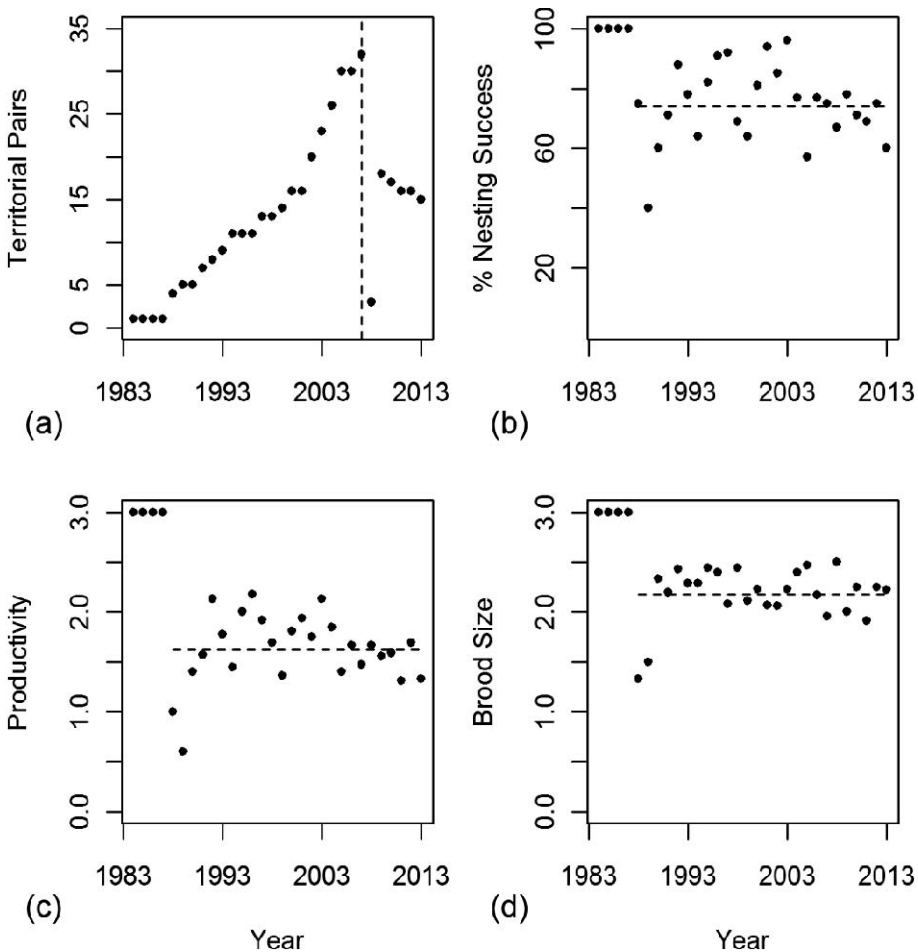 Territorial Pairs
35
25
15
5
0
1983 1993 2003 2013
(a)
% Nesting Success
100
60
20
1983 1993 2003 2013
(b)
Productivity
3.0
2.0
1.0
0.0
1983 1993 2003 2013
(c)
Year
Brood Size
3.0
2.0
1.0
0.0
1983 1993 2003 2013
(d)
Year